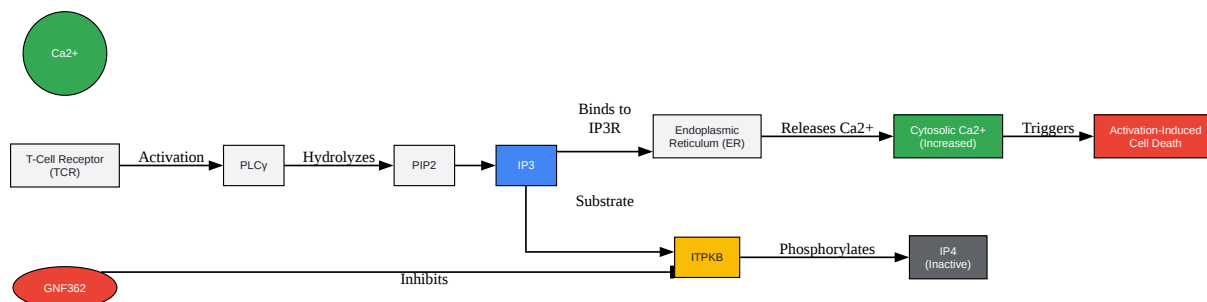 Ca2+
Binds to
IP3R
Endoplasmic
Reticulum (ER)
Releases Ca2+
Cytosolic Ca2+
(Increased)
Triggers
Activation-Induced
Cell Death
T-Cell Receptor
(TCR)
Activation
PLCγ
Hydrolyzes
PIP2
IP3
Substrate
ITPKB
Phosphorylates
IP4
(Inactive)
GNF362
Inhibits